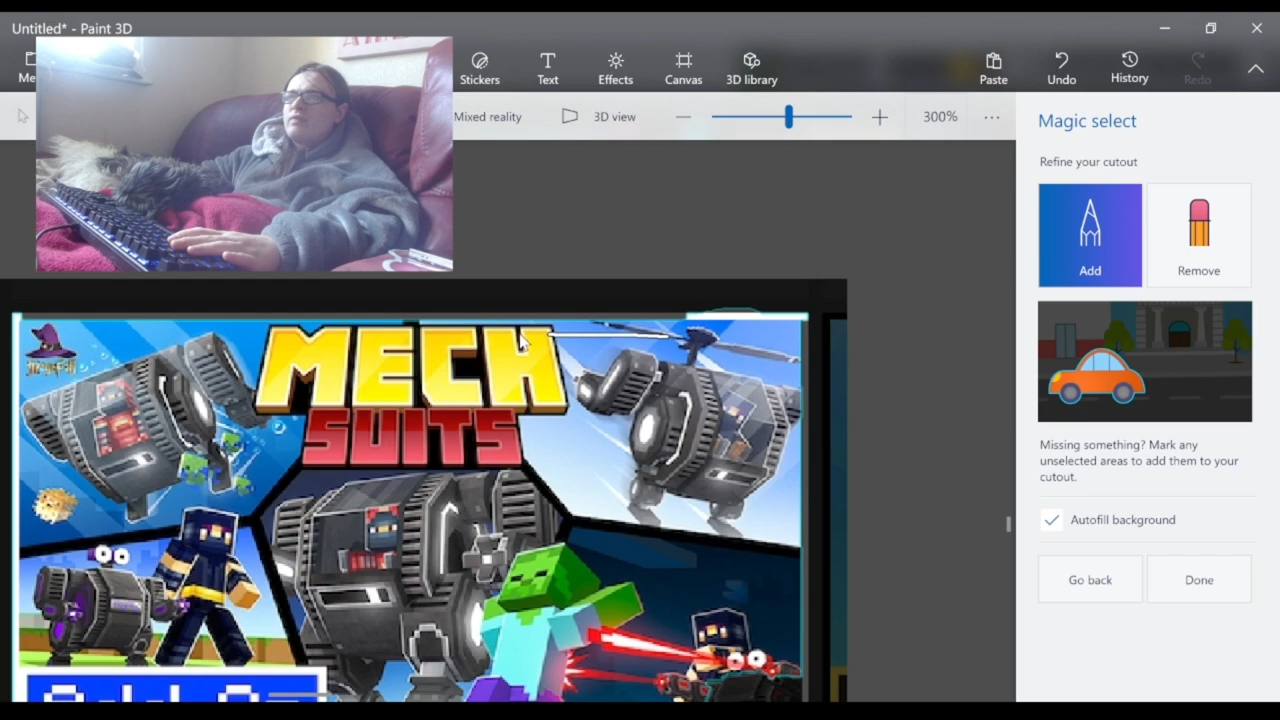 Untitled* - Paint 3D
Me
Stickers
Text
Effects
Canvas
3D library
Paste
Undo
History
Redo
Mixed reality
3D view
300%
Magic select
Refine your cutout
Add
Remove
Missing something? Mark any
unselected areas to add them to your
cutout.
Autofill background
Go back
Done
MECH
SUITS